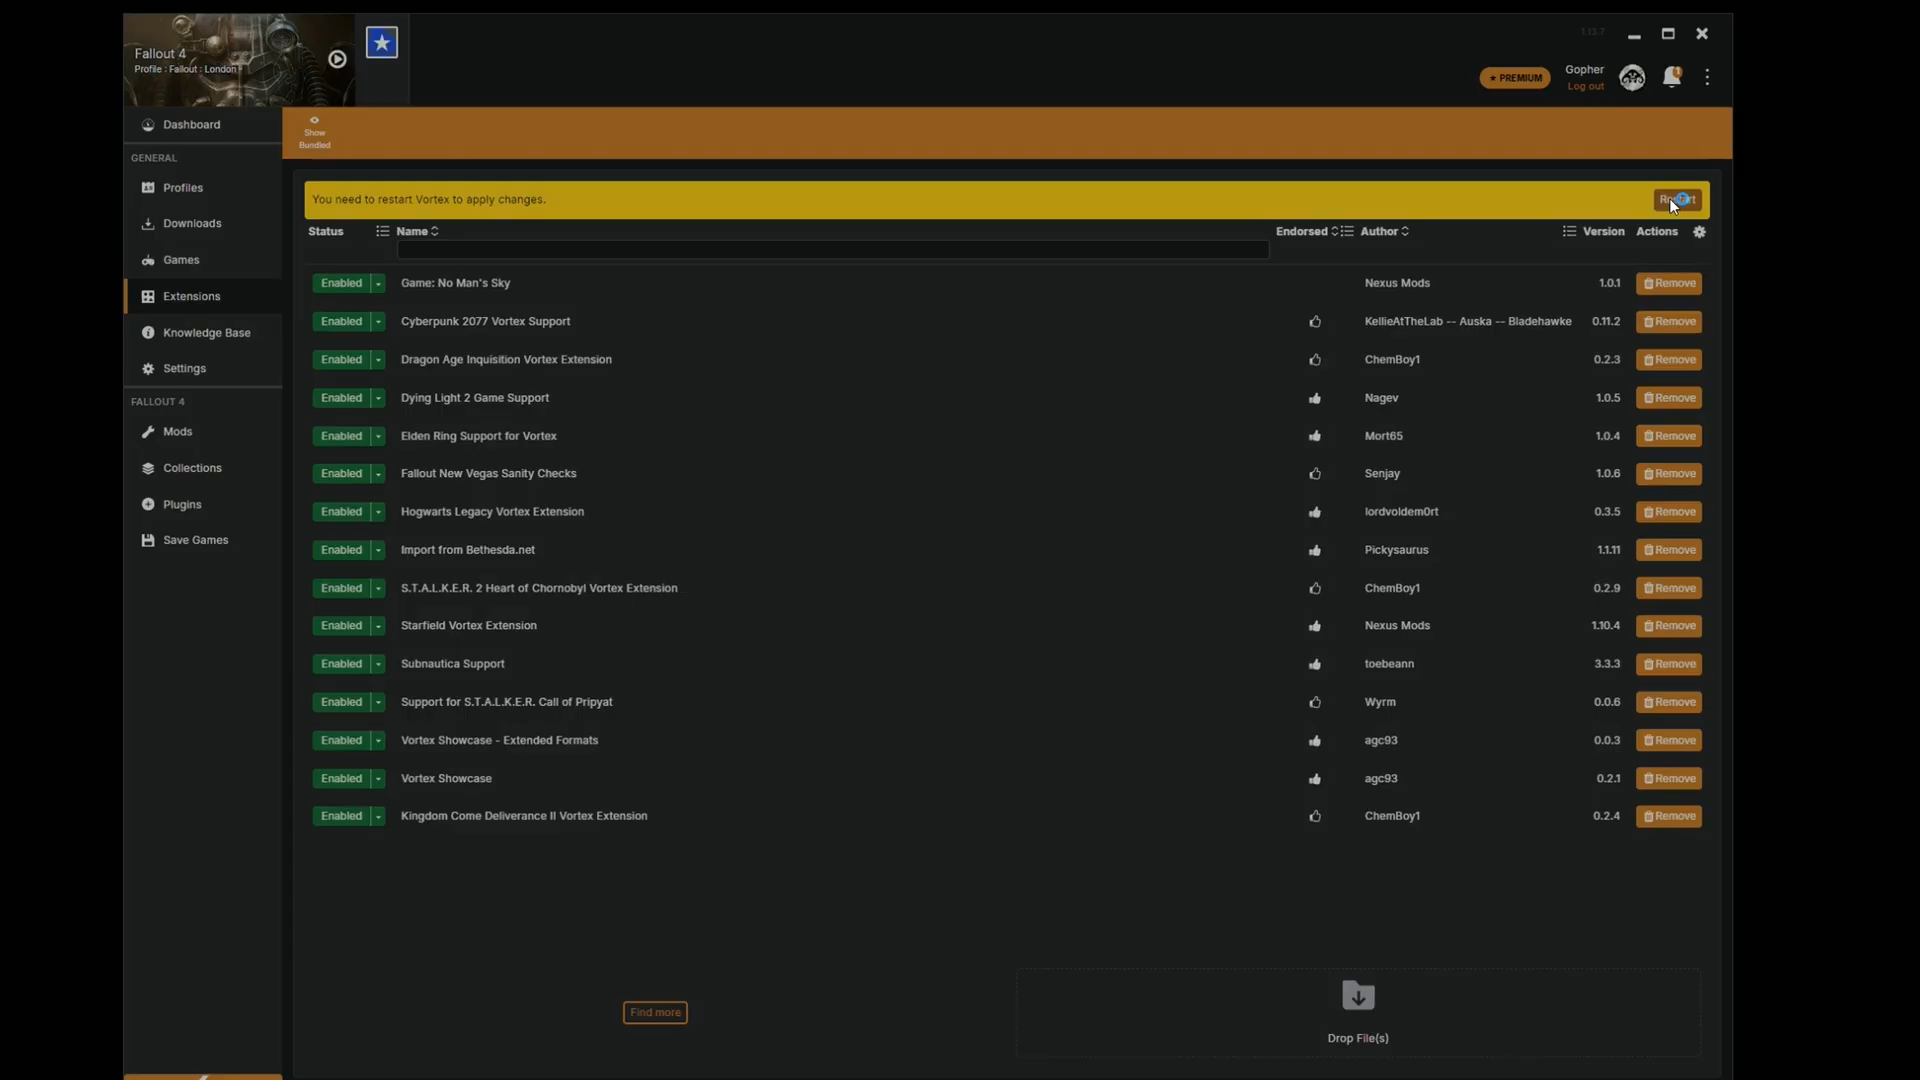 Fallout 4
Profile : Fallout : London
1.13.7
PREMIUM
Gopher
Log out
1
Dashboard
Show
Bundled
GENERAL
Profiles
Downloads
Games
Extensions
Knowledge Base
Settings
FALLOUT 4
Mods
Collections
Plugins
Save Games
You need to restart Vortex to apply changes.
Status Name Endorsed Author Version Actions
Enabled Game: No Man's Sky Nexus Mods 1.0.1 Remove
Enabled Cyberpunk 2077 Vortex Support KellieAtTheLab -- Auska -- Bladehawke 0.11.2 Remove
Enabled Dragon Age Inquisition Vortex Extension ChemBoy1 0.2.3 Remove
Enabled Dying Light 2 Game Support Nagev 1.0.5 Remove
Enabled Elden Ring Support for Vortex Mort65 1.0.4 Remove
Enabled Fallout New Vegas Sanity Checks Senjay 1.0.6 Remove
Enabled Hogwarts Legacy Vortex Extension lordvoldem0rt 0.3.5 Remove
Enabled Import from Bethesda.net Pickysaurus 1.1.11 Remove
Enabled S.T.A.L.K.E.R. 2 Heart of Chornobyl Vortex Extension ChemBoy1 0.2.9 Remove
Enabled Starfield Vortex Extension Nexus Mods 1.10.4 Remove
Enabled Subnautica Support toebeann 3.3.3 Remove
Enabled Support for S.T.A.L.K.E.R. Call of Pripyat Wyrm 0.0.6 Remove
Enabled Vortex Showcase - Extended Formats agc93 0.0.3 Remove
Enabled Vortex Showcase agc93 0.2.1 Remove
Enabled Kingdom Come Deliverance II Vortex Extension ChemBoy1 0.2.4 Remove
Find more
Drop File(s)